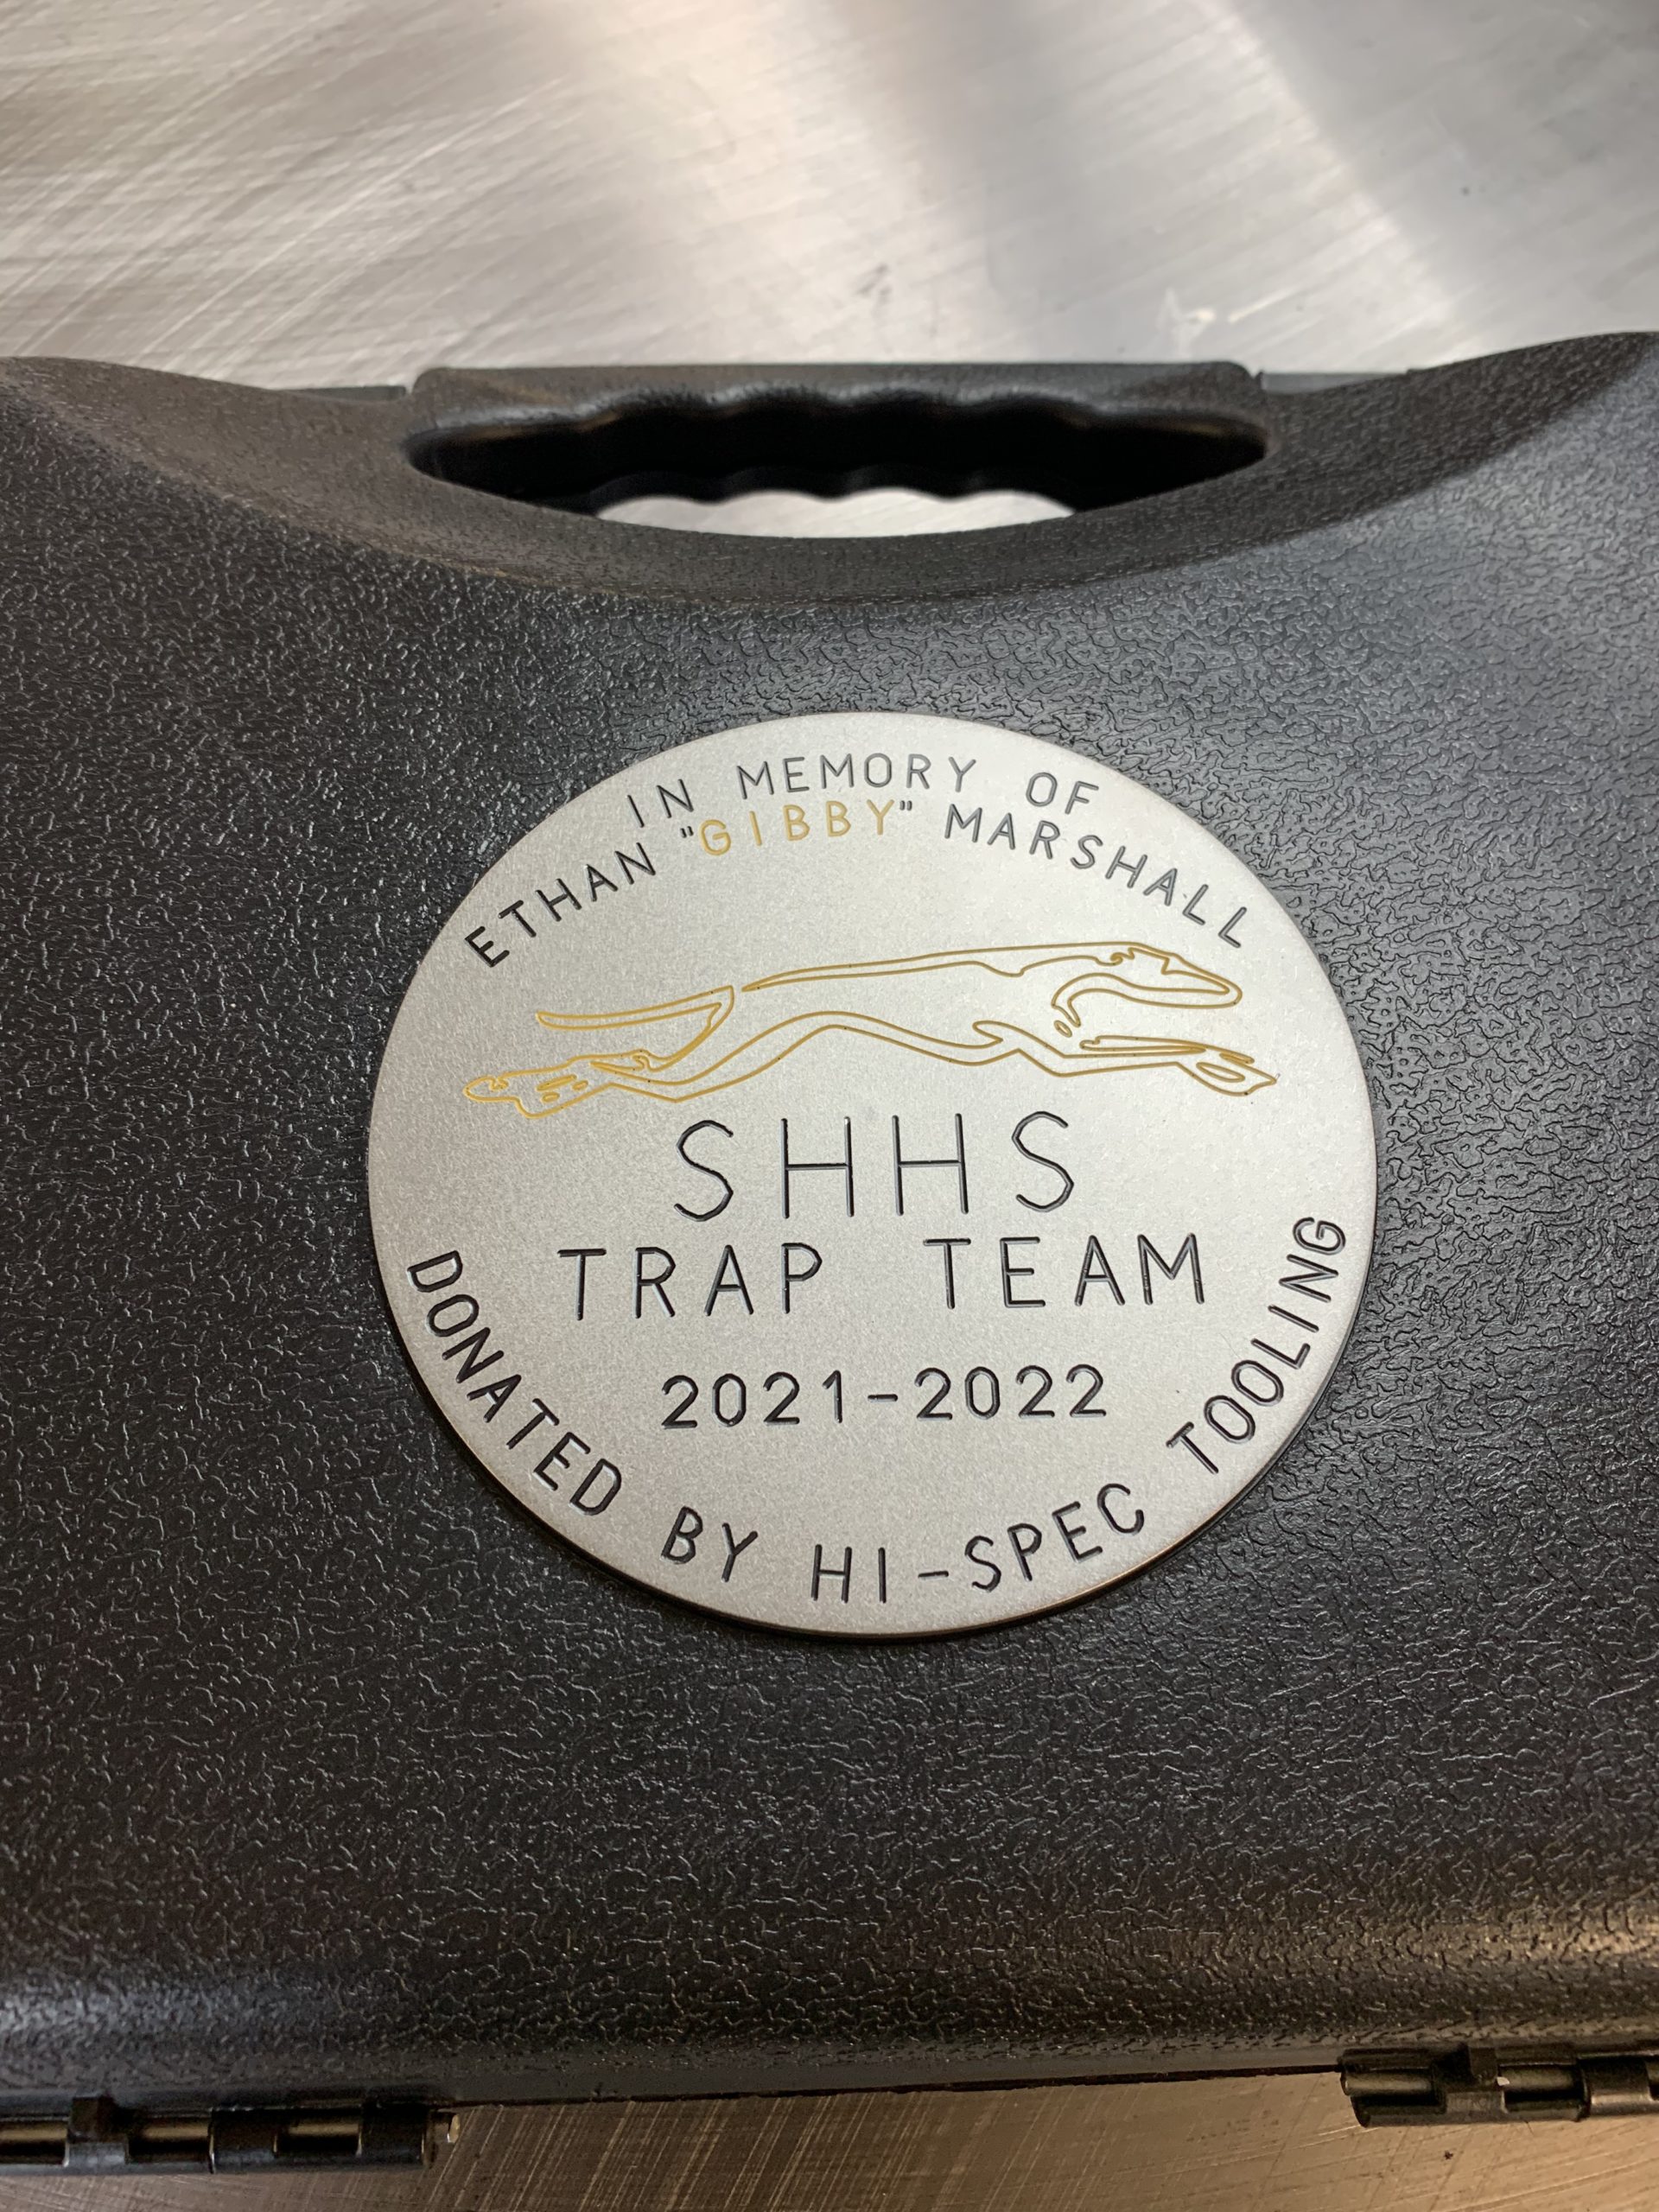 IN MEMORY OF
ETHAN "GIBBY" MARSHALL
SHHS
TRAP TEAM
2021-2022
DONATED BY HI-SPEC TOOLING